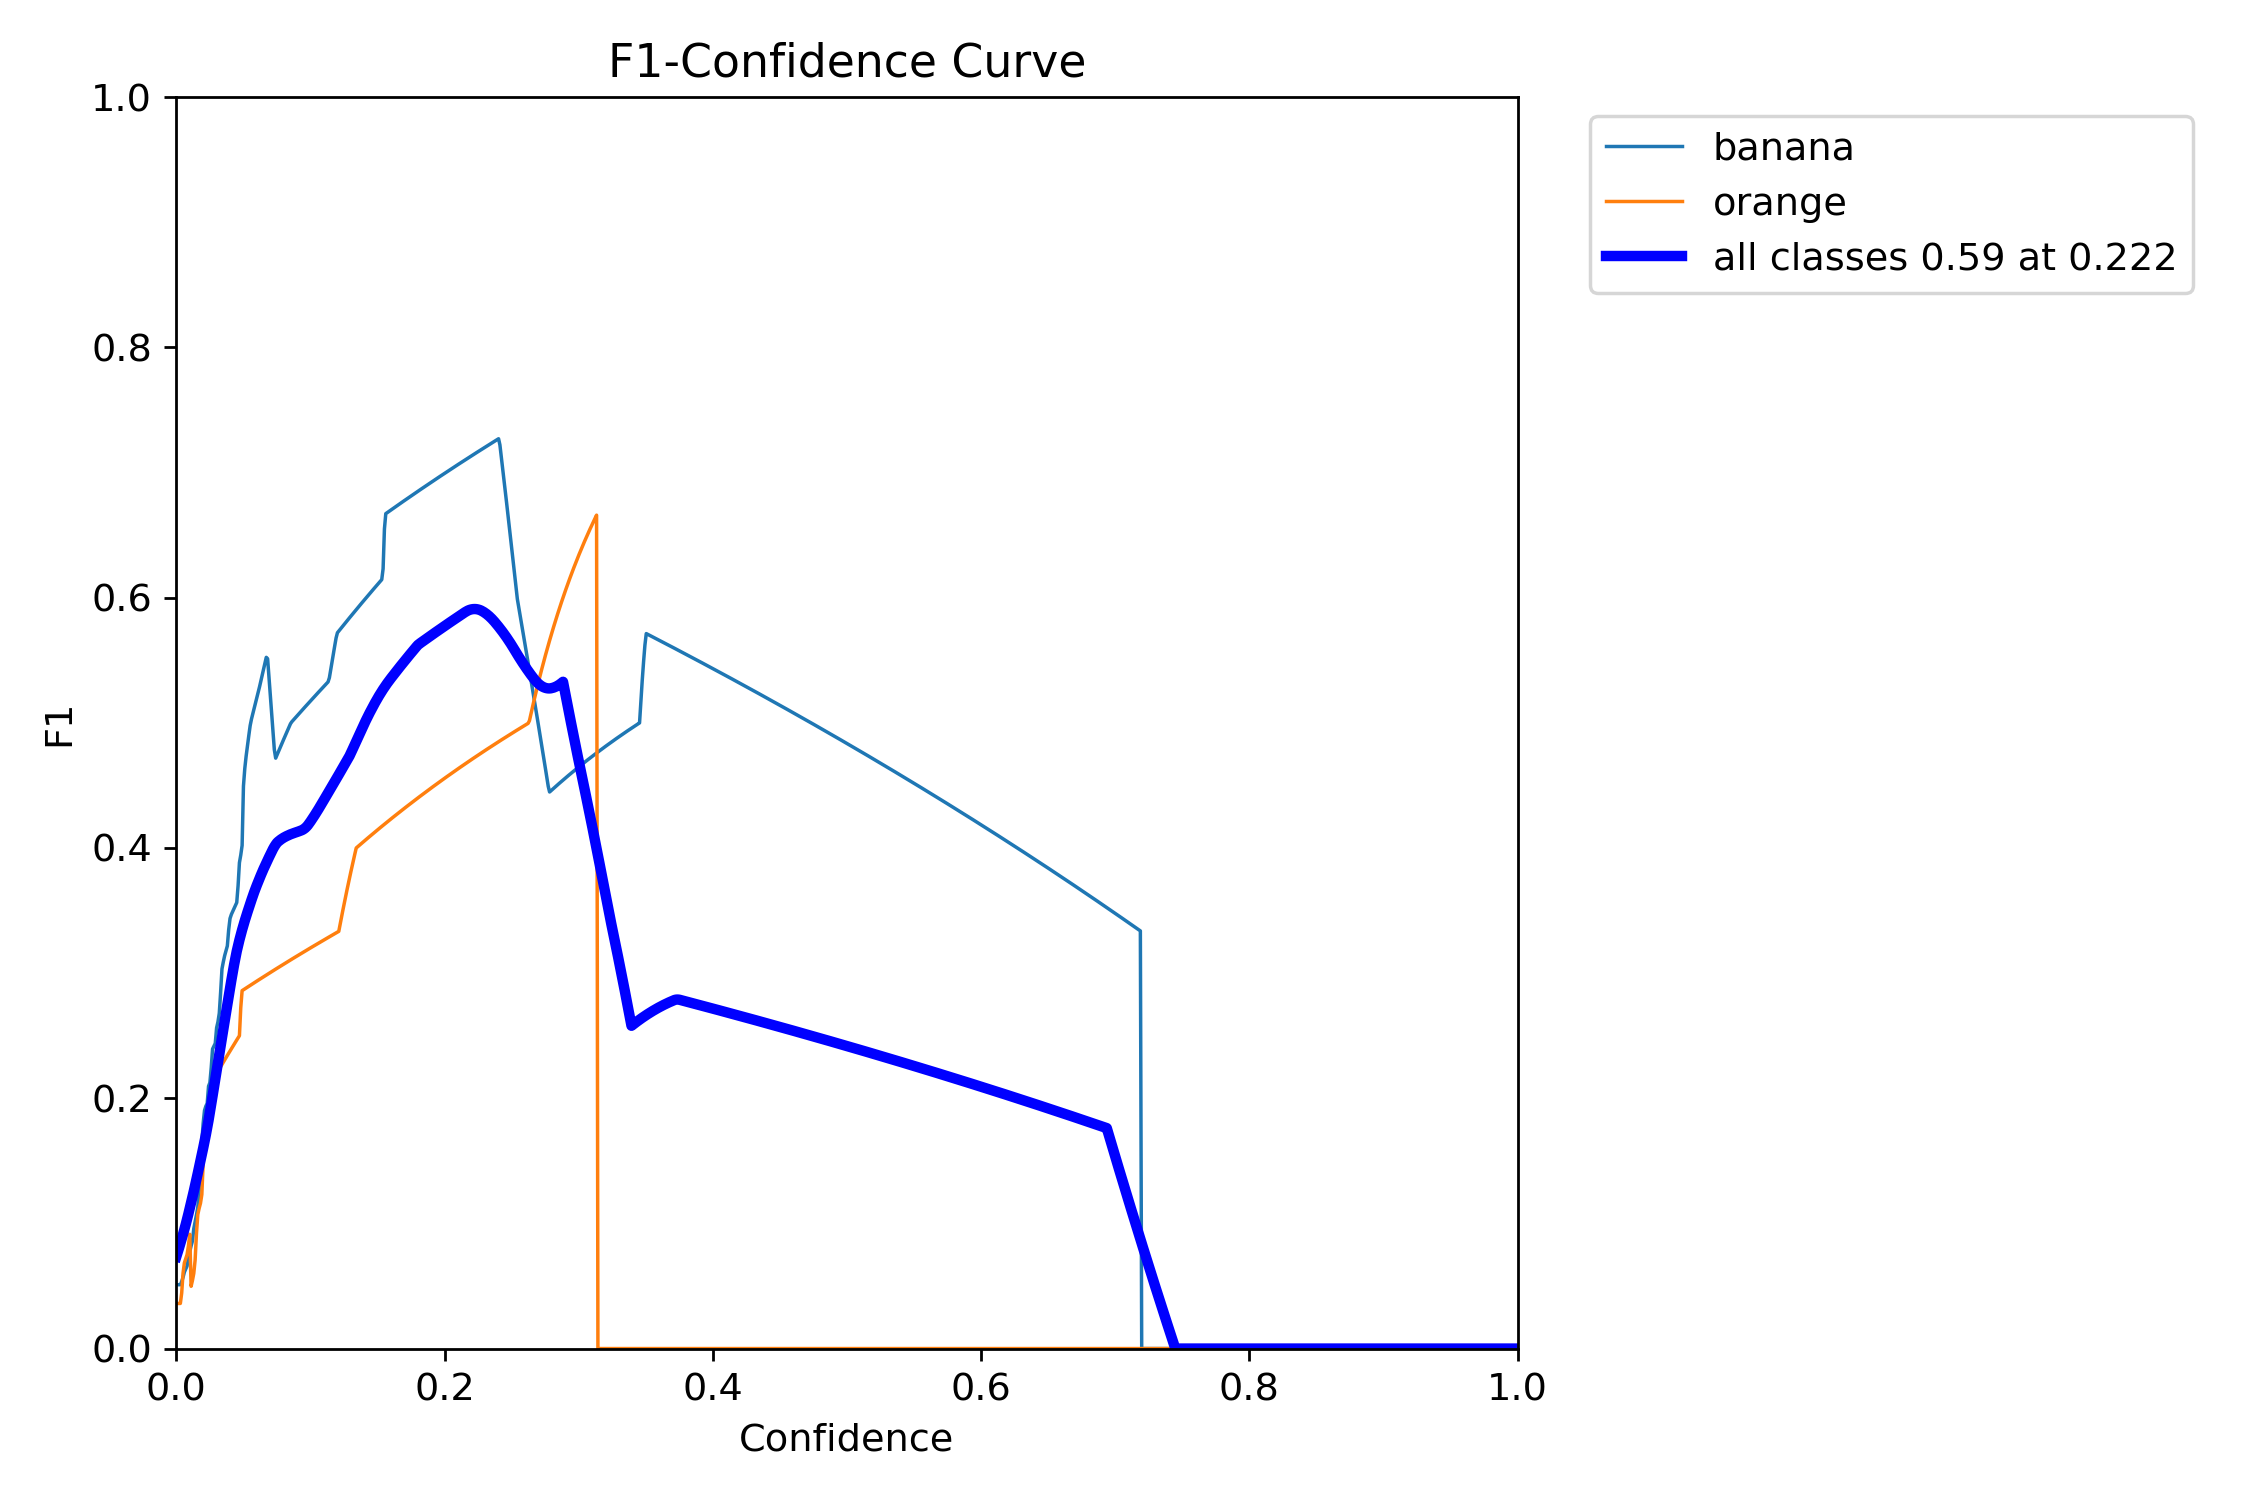 F1-Confidence Curve
1.0
0.8
0.6
0.4
0.2
0.0
F1
0.0 0.2 0.4 0.6 0.8 1.0
Confidence
banana
orange
all classes 0.59 at 0.222